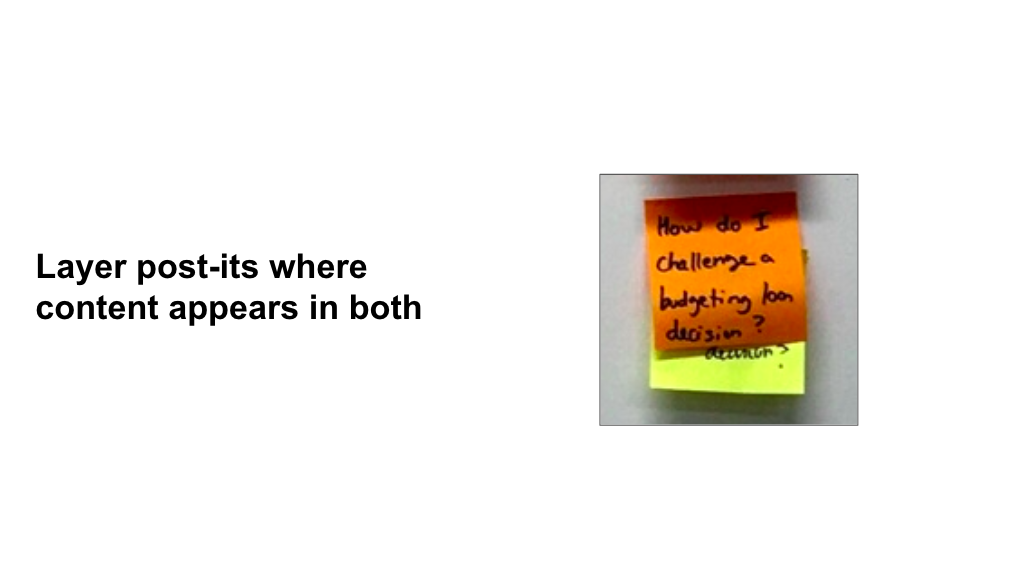 Layer post-its where
content appears in both
How do I
challenge a
budgeting loan
decision?
decision?